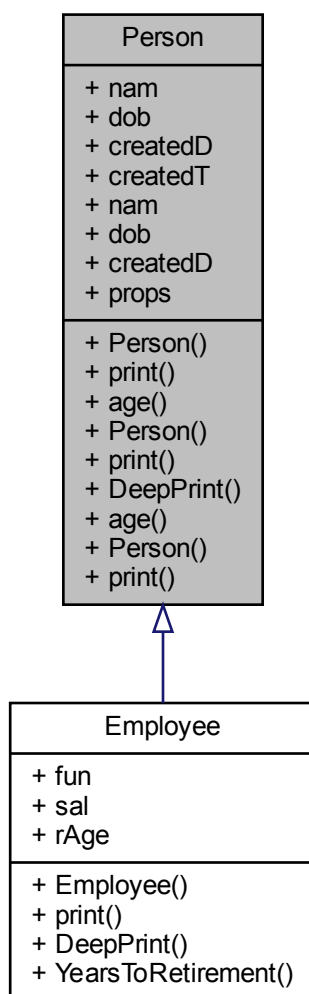 Person
+ nam
+ dob
+ createdD
+ createdT
+ nam
+ dob
+ createdD
+ props
+ Person()
+ print()
+ age()
+ Person()
+ print()
+ DeepPrint()
+ age()
+ Person()
+ print()
Employee
+ fun
+ sal
+ rAge
+ Employee()
+ print()
+ DeepPrint()
+ YearsToRetirement()